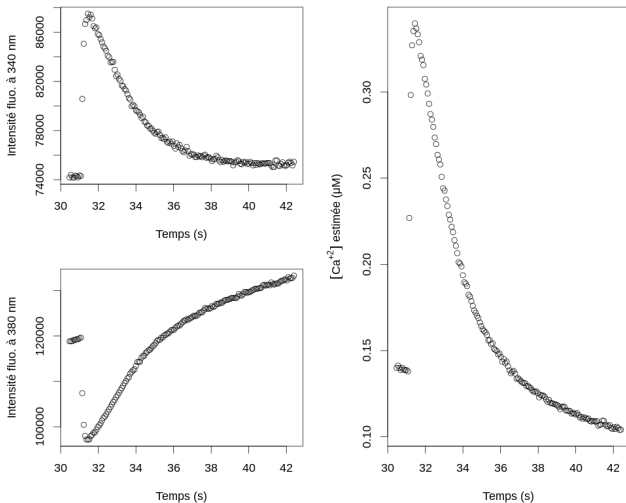 Intensité fluo. à 340 nm
86000
82000
78000
74000
30 32 34 36 38 40 42
Temps (s)
Intensité fluo. à 380 nm
120000
100000
30 32 34 36 38 40 42
Temps (s)
[Ca+2] estimée (μM)
0.30
0.25
0.20
0.15
0.10
30 32 34 36 38 40 42
Temps (s)